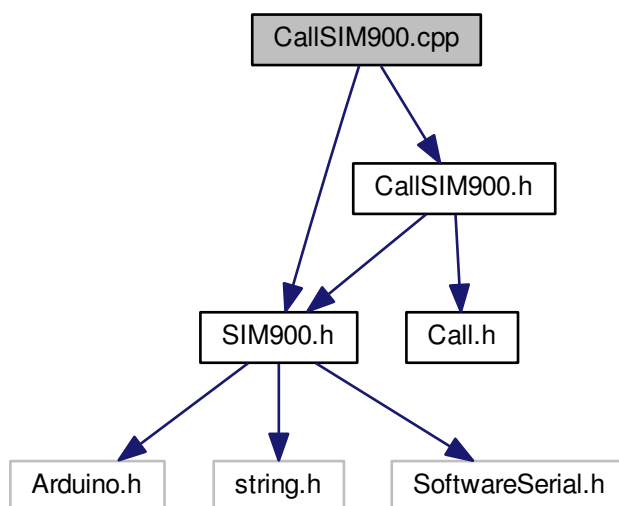 CallSIM900.cpp
CallSIM900.h
SIM900.h
Call.h
Arduino.h
string.h
SoftwareSerial.h